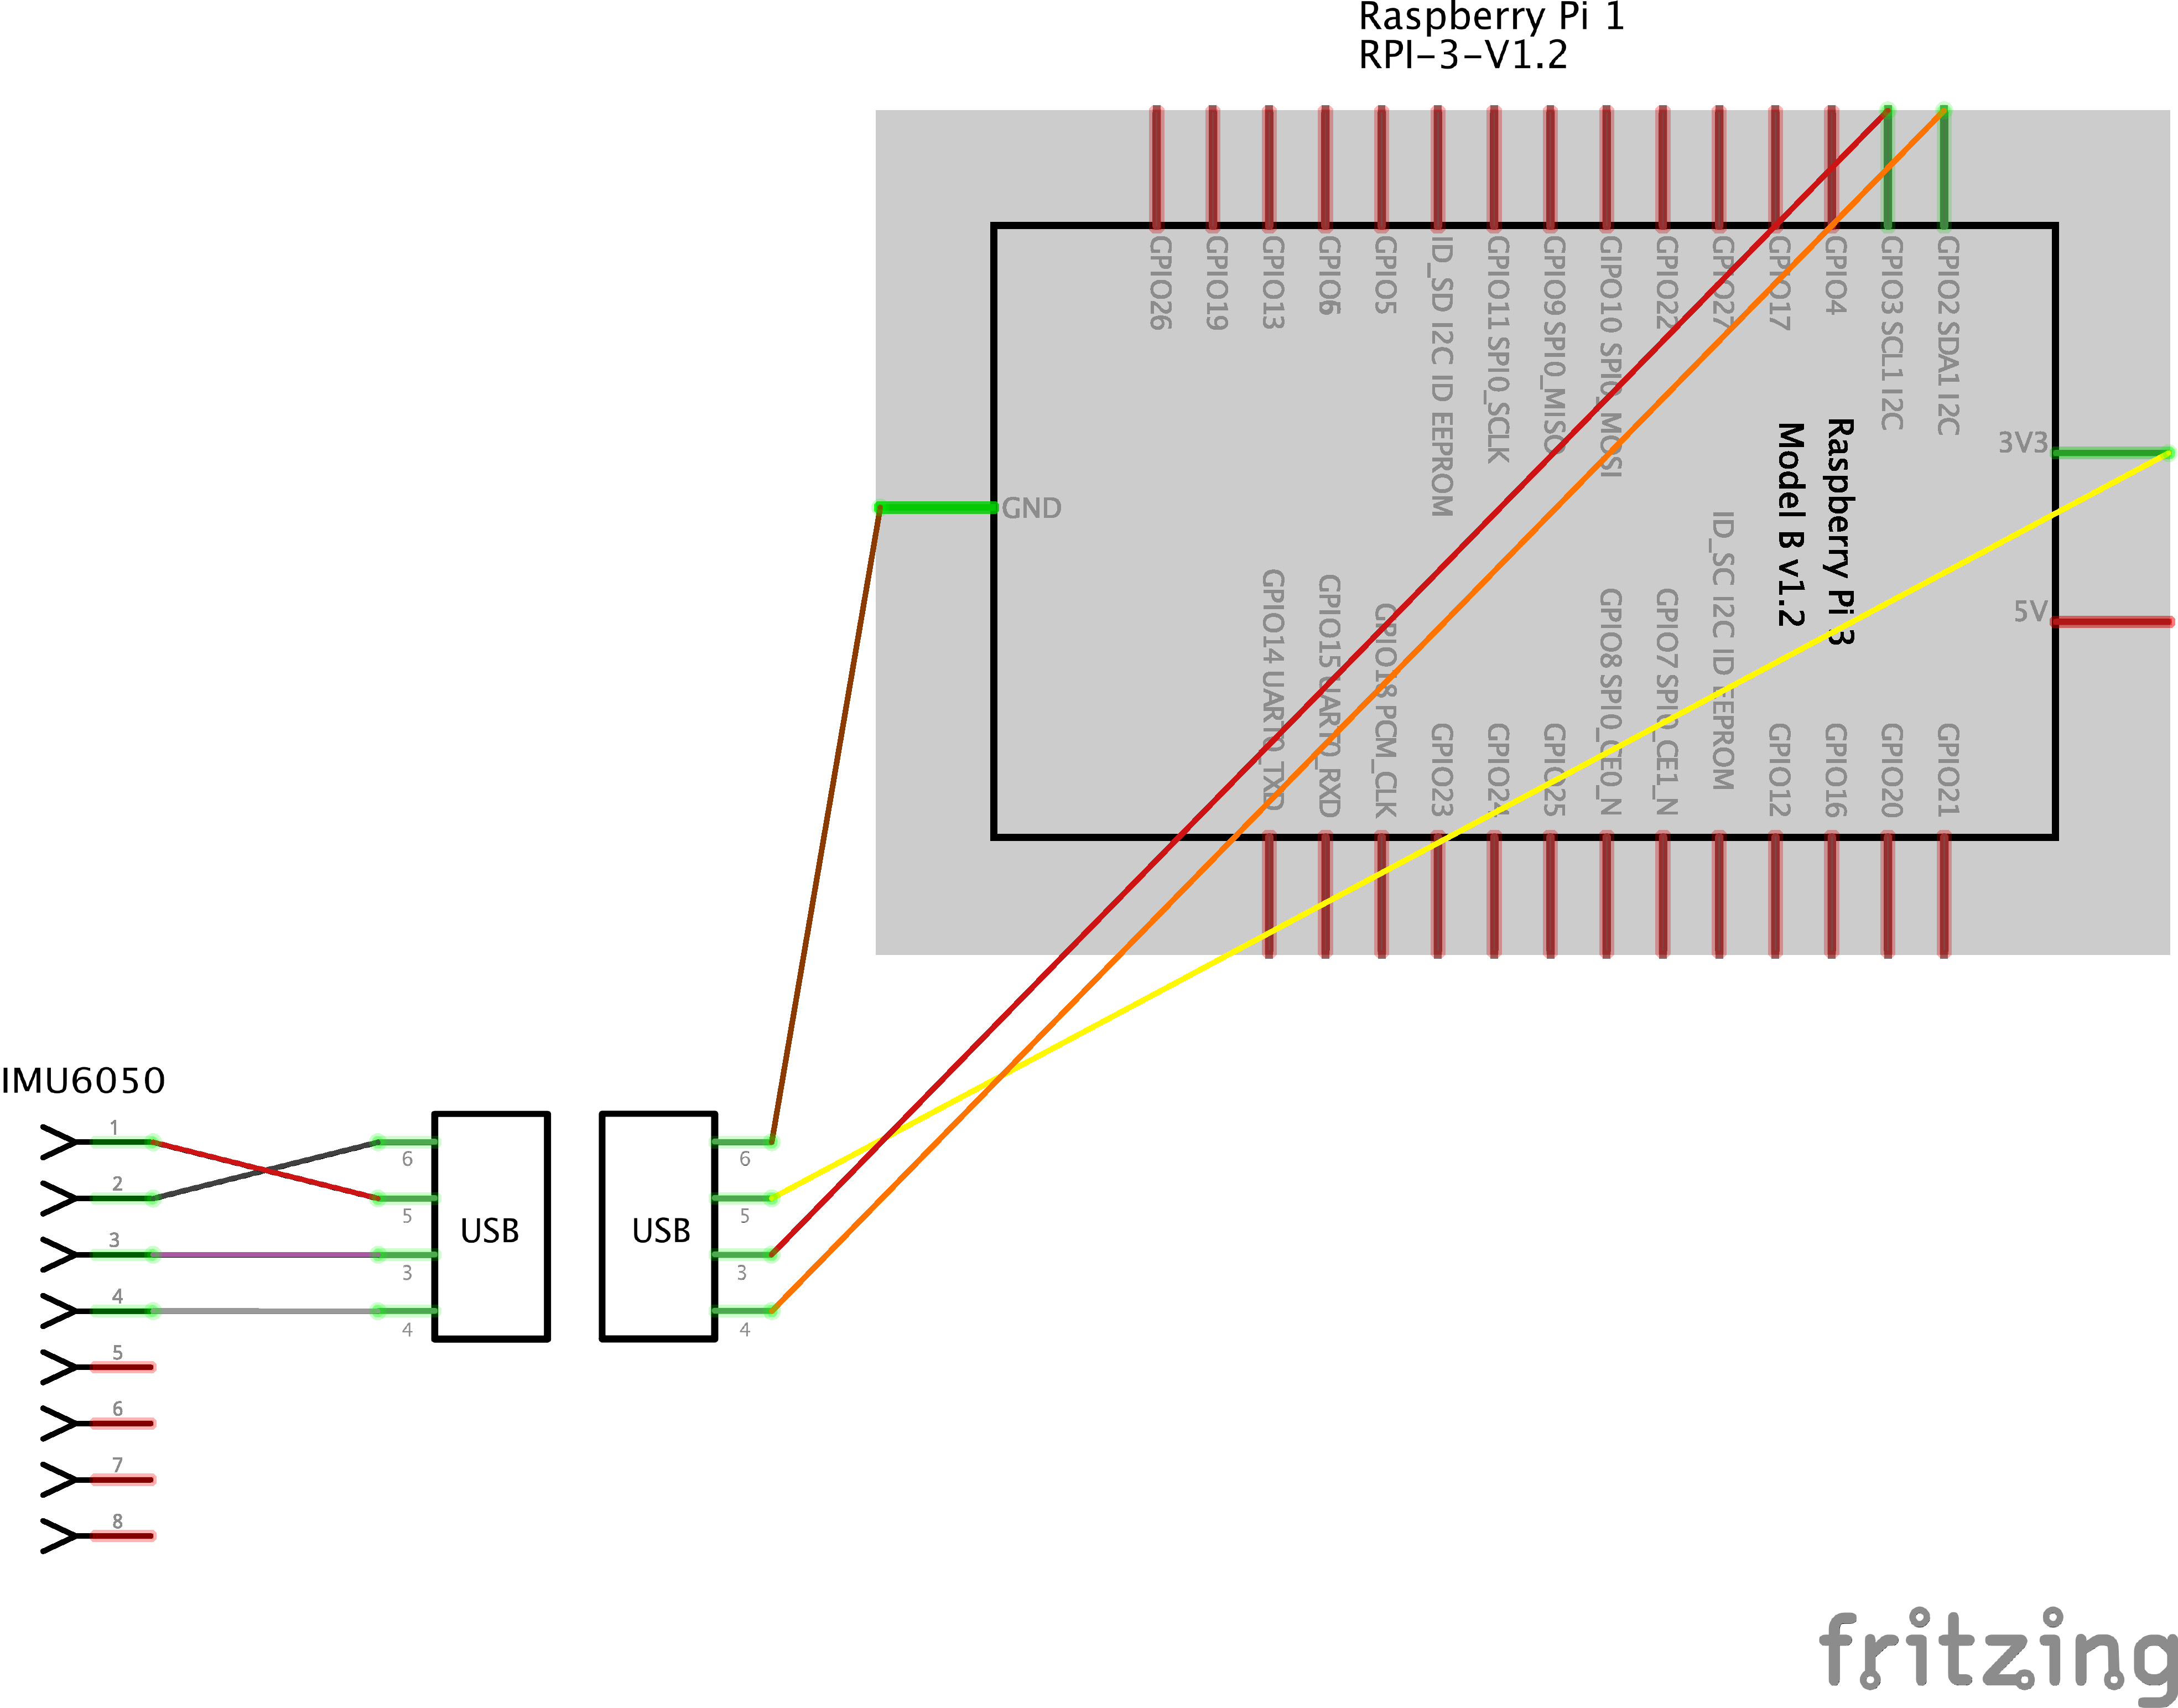 Raspberry Pi 1
RPI-3-V1.2
GPIO26
GPIO19
GPIO13
GPIO6
GPIO5
ID_SD I2C ID EEPROM
GPIO11 SPI0_SCLK
GPIO9 SPI0_MISO
GIPO10 SPI0_MOSI
GPIO22
GPIO27
GPIO17
GPIO4
GPIO3 SCL1 I2C
GPIO2 SDA1 I2C
Raspberry Pi 3
Model B v1.2
3V3
GND
5V
GPIO14 UART0_TXD
GPIO15 UART0_RXD
GPIO18 PCM_CLK
GPIO23
GPIO24
GPIO25
GPIO8 SPI0_CE0_N
GPIO7 SPI0_CE1_N
ID_SC I2C ID EEPROM
GPIO12
GPIO16
GPIO20
GPIO21
IMU6050
1
2
3
4
5
6
7
8
6
5
3
4
USB
USB
6
5
3
4
fritzing